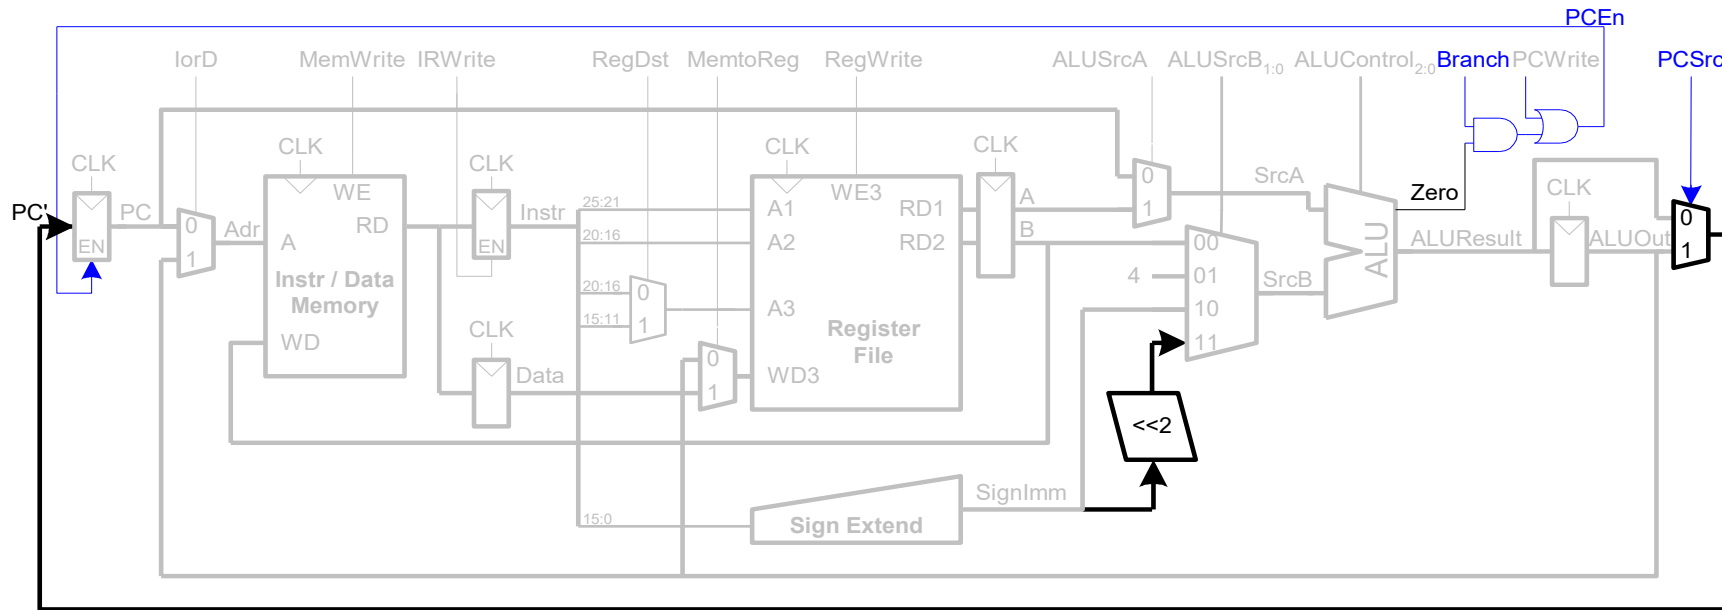 PCEn
IorD MemWrite IRWrite RegDst MemtoReg RegWrite ALUSrcA ALUSrcB1:0 ALUControl2:0 Branch PCWrite PCSrc
CLK CLK CLK CLK CLK CLK
PC' EN PC
0 1 Adr
WE RD A Instr / Data Memory WD
EN Instr
CLK Data
25:21
20:16
20:16
15:11
15:0
0 1
0 1
WE3 A1 A2 A3 WD3 RD1 RD2 Register File
A
B
0 1 SrcA
4
00 01 10 11 SrcB
<<2
SignImm
Sign Extend
ALU
Zero
ALUResult
ALUOut
0 1